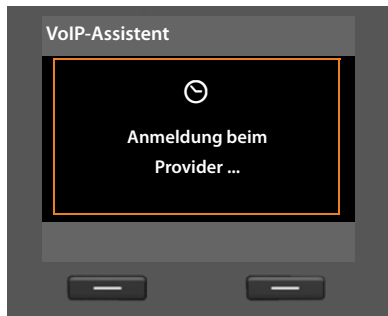 VoIP-Assistent
Anmeldung beim
Provider ...